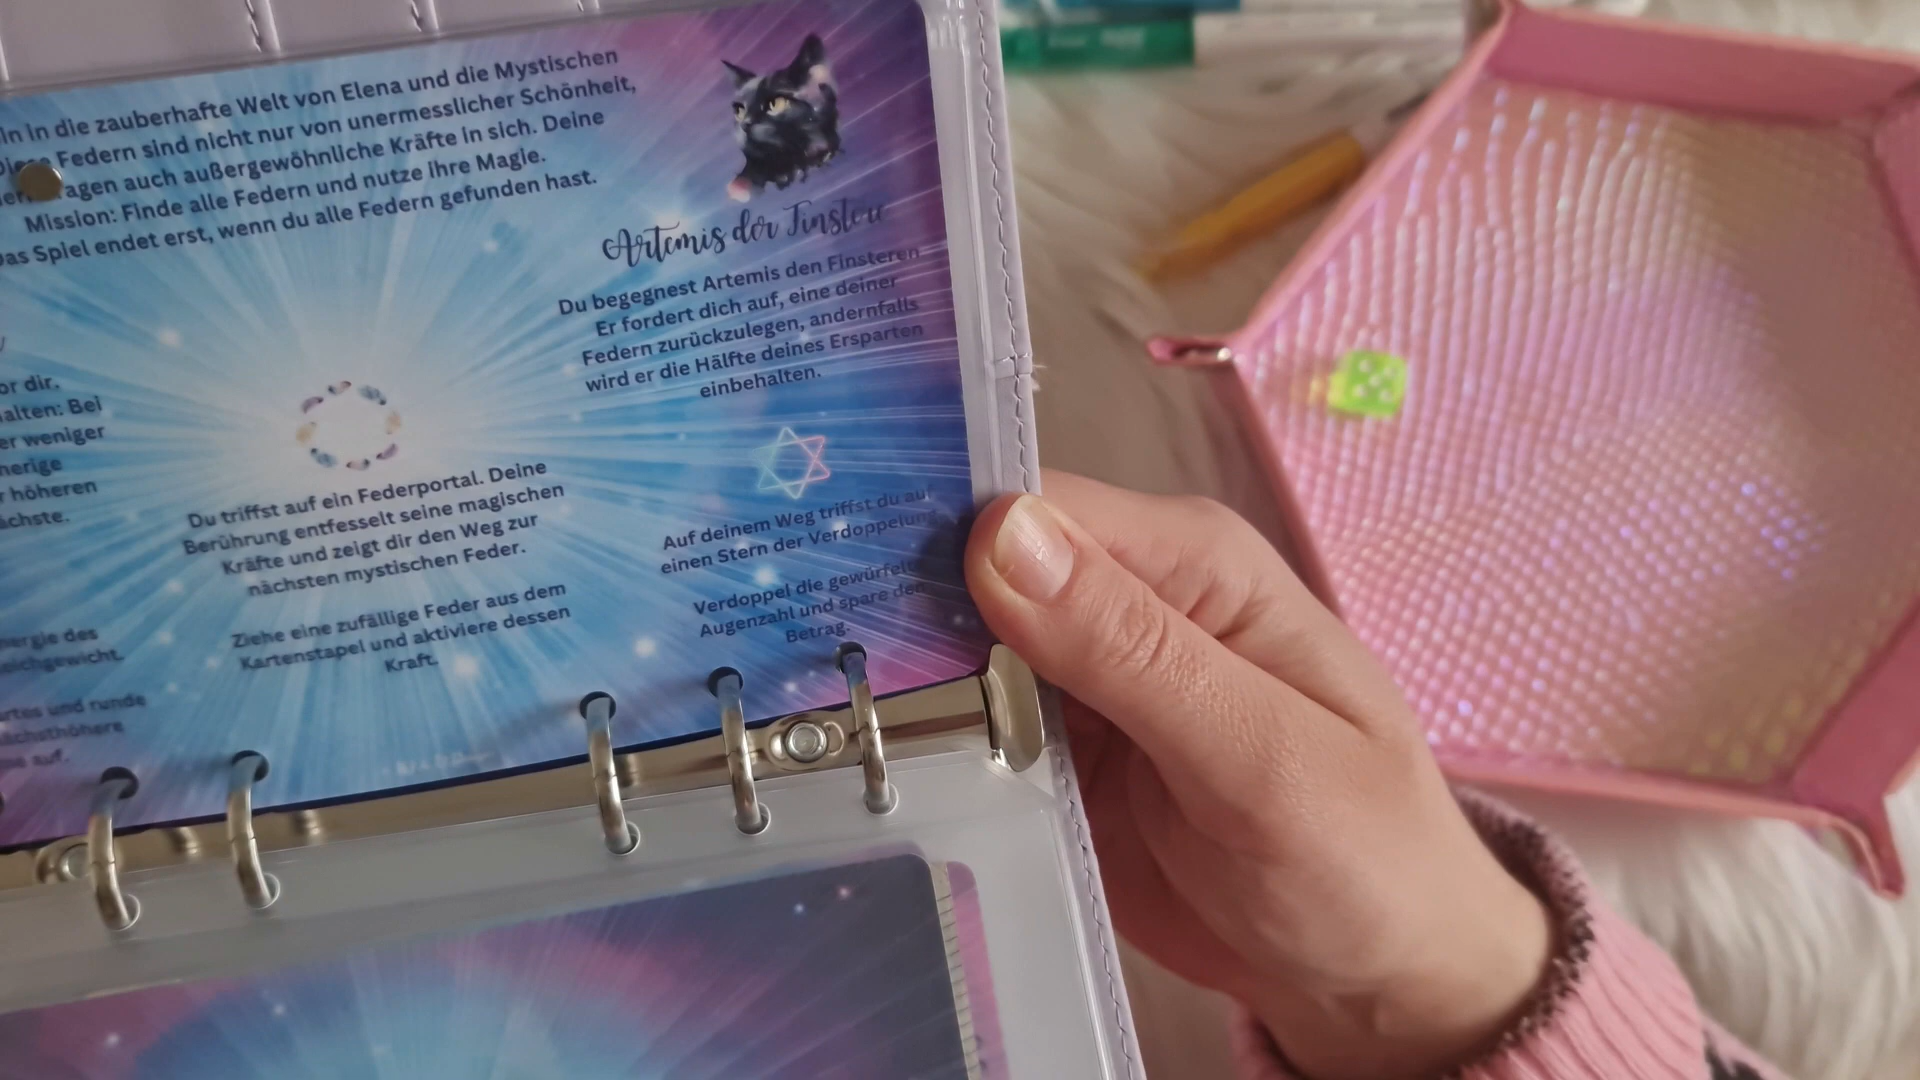 in die zauberhafte Welt von Elena und die Mystischen
Diese Federn sind nicht nur von unermesslicher Schönheit,
agen auch außergewöhnliche Kräfte in sich. Deine
Mission: Finde alle Federn und nutze ihre Magie.
Das Spiel endet erst, wenn du alle Federn gefunden hast.
Artemis der Finstere
Du begegnest Artemis den Finsteren
Er fordert dich auf, eine deiner
Federn zurückzulegen, andernfalls
wird er die Hälfte deines Ersparten
einbehalten.
or dir.
alten: Bei
er weniger
herige
r höheren
ächste.
Du triffst auf ein Federportal. Deine
Berührung entfesselt seine magischen
Kräfte und zeigt dir den Weg zur
nächsten mystischen Feder.
Ziehe eine zufällige Feder aus dem
Kartenstapel und aktiviere dessen
Kraft.
Auf deinem Weg triffst du auf
einen Stern der Verdoppelung.
Verdoppel die gewürfelte
Augenzahl und spare den
Betrag.
nergie des
eichgewicht.
rtes und runde
ächsthöhere
auf.